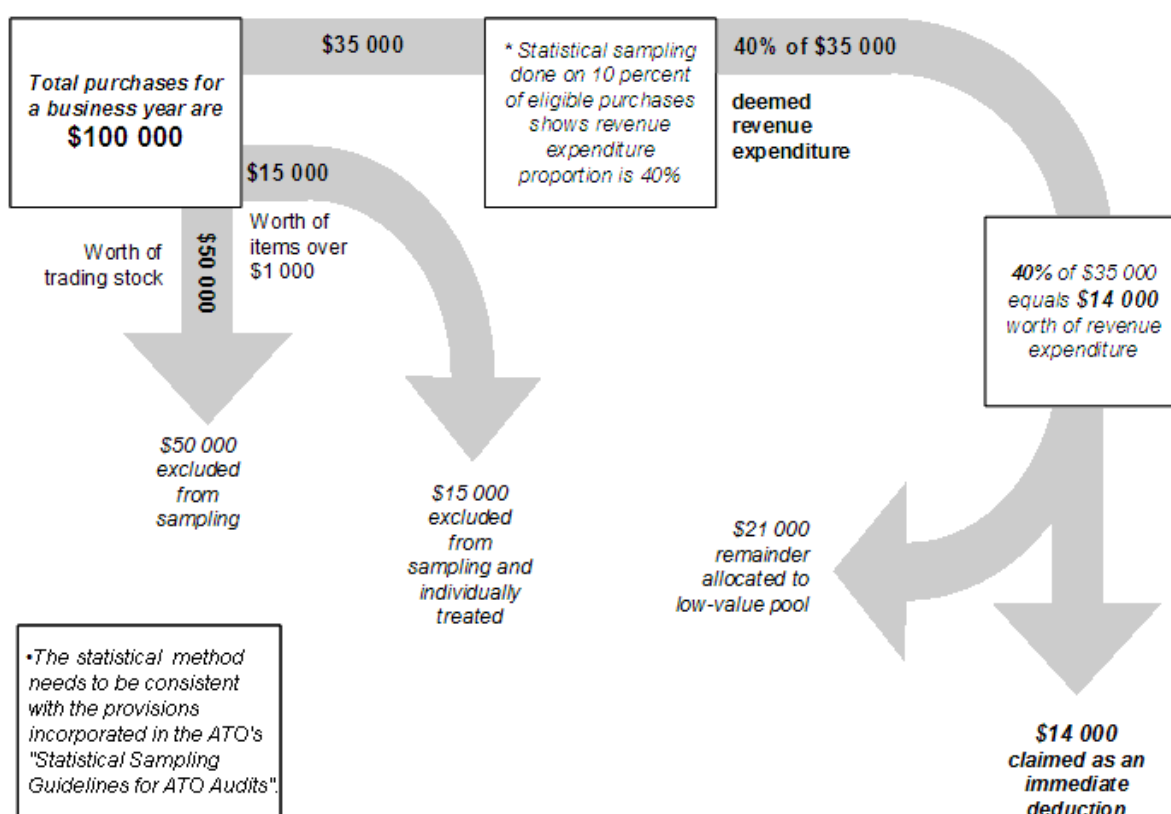 Total purchases for
a business year are
$100 000
$35 000
* Statistical sampling
done on 10 percent
of eligible purchases
shows revenue
expenditure
proportion is 40%
40% of $35 000
deemed
revenue
expenditure
$15 000
Worth of
items over
$1 000
Worth of
trading stock
$50 000
40% of $35 000
equals $14 000
worth of revenue
expenditure
$50 000
excluded
from
sampling
$15 000
excluded
from
sampling and
individually
treated
$21 000
remainder
allocated to
low-value pool
•The statistical method
needs to be consistent
with the provisions
incorporated in the ATO's
"Statistical Sampling
Guidelines for ATO Audits".
$14 000
claimed as an
immediate
deduction